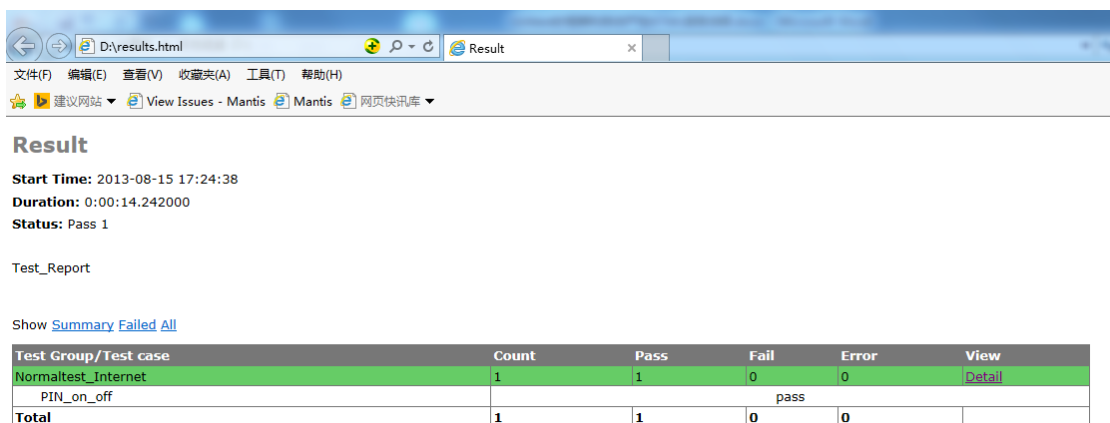 D:\results.html
Result
文件(F) 编辑(E) 查看(V) 收藏夹(A) 工具(T) 帮助(H)
建议网站 View Issues - Mantis Mantis 网页快讯库
Result
Start Time: 2013-08-15 17:24:38
Duration: 0:00:14.242000
Status: Pass 1
Test_Report
Show Summary Failed All
Test Group/Test case Count Pass Fail Error View
Normaltest_Internet 1 1 0 0 Detail
PIN_on_off pass
Total 1 1 0 0